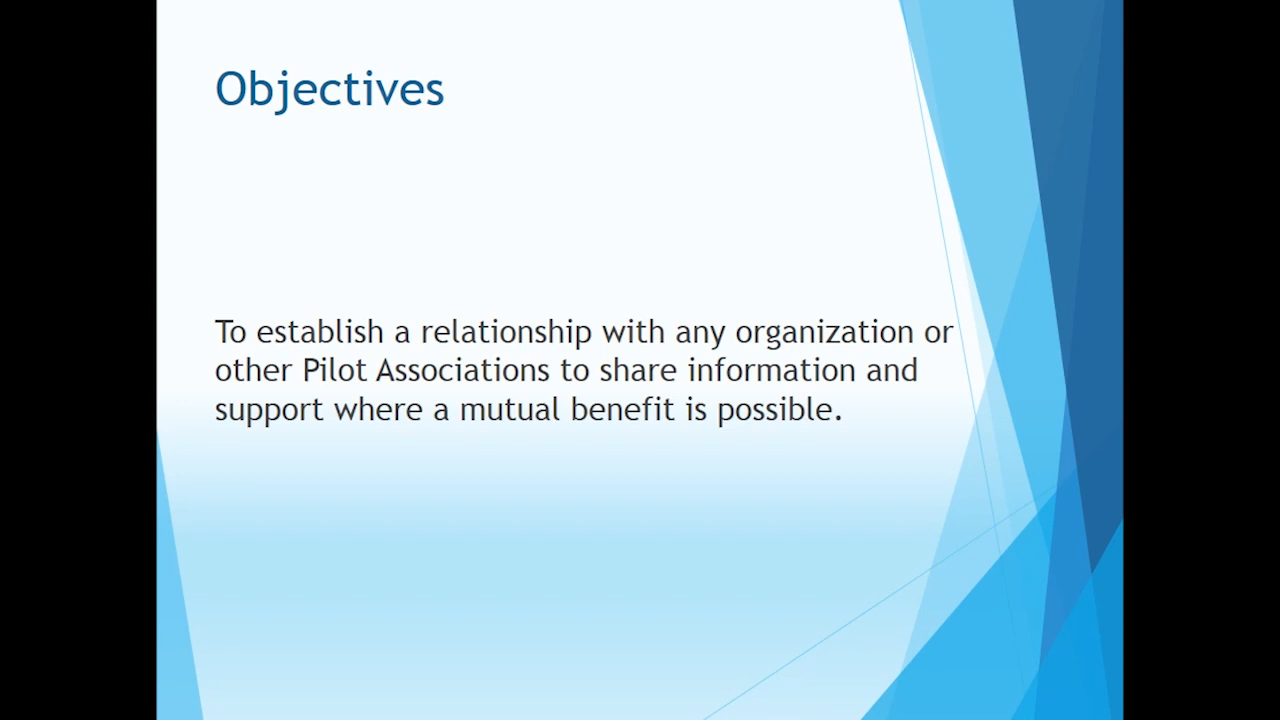 Objectives
To establish a relationship with any organization or
other Pilot Associations to share information and
support where a mutual benefit is possible.